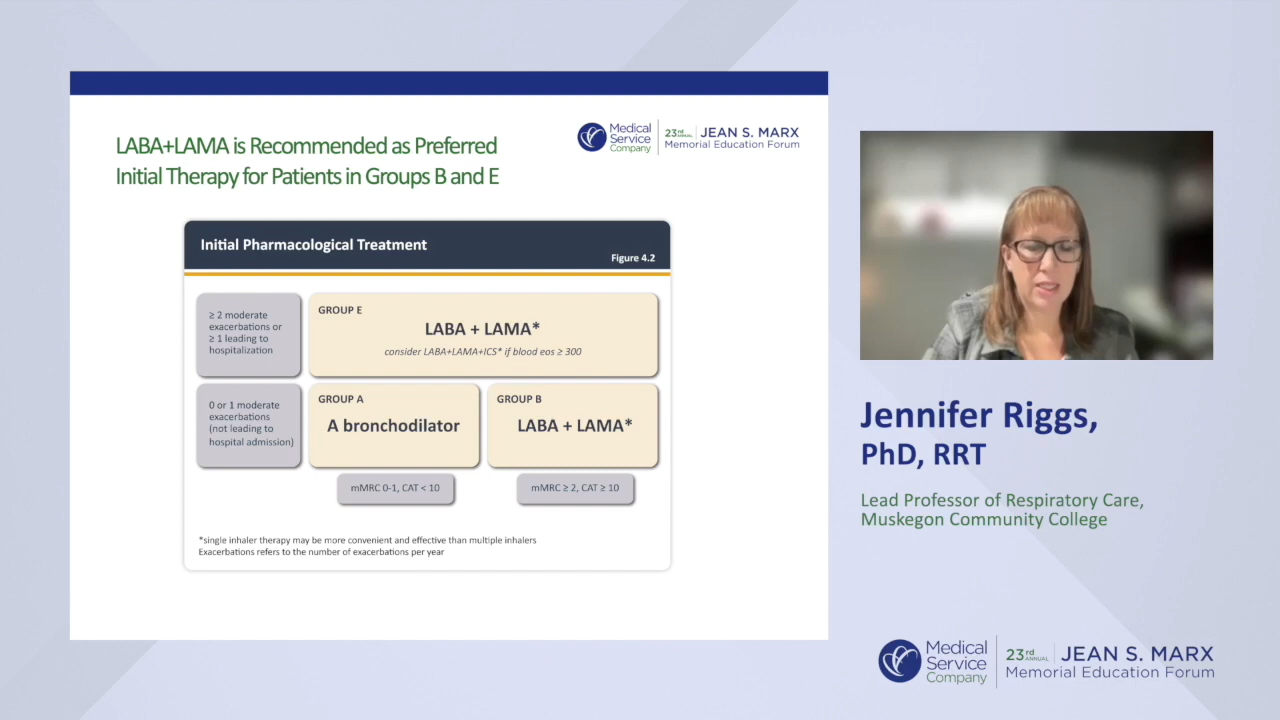 LABA+LAMA is Recommended as Preferred
Initial Therapy for Patients in Groups B and E
Medical
Service
Company
23rd
ANNUAL
JEAN S. MARX
Memorial Education Forum
Initial Pharmacological Treatment
Figure 4.2
≥ 2 moderate
exacerbations or
≥ 1 leading to
hospitalization
GROUP E
LABA + LAMA*
consider LABA+LAMA+ICS* if blood eos ≥ 300
0 or 1 moderate
exacerbations
(not leading to
hospital admission)
GROUP A
A bronchodilator
GROUP B
LABA + LAMA*
mMRC 0-1, CAT < 10
mMRC ≥ 2, CAT ≥ 10
*single inhaler therapy may be more convenient and effective than multiple inhalers
Exacerbations refers to the number of exacerbations per year
Jennifer Riggs,
PhD, RRT
Lead Professor of Respiratory Care,
Muskegon Community College
Medical
Service
Company
23rd
ANNUAL
JEAN S. MARX
Memorial Education Forum